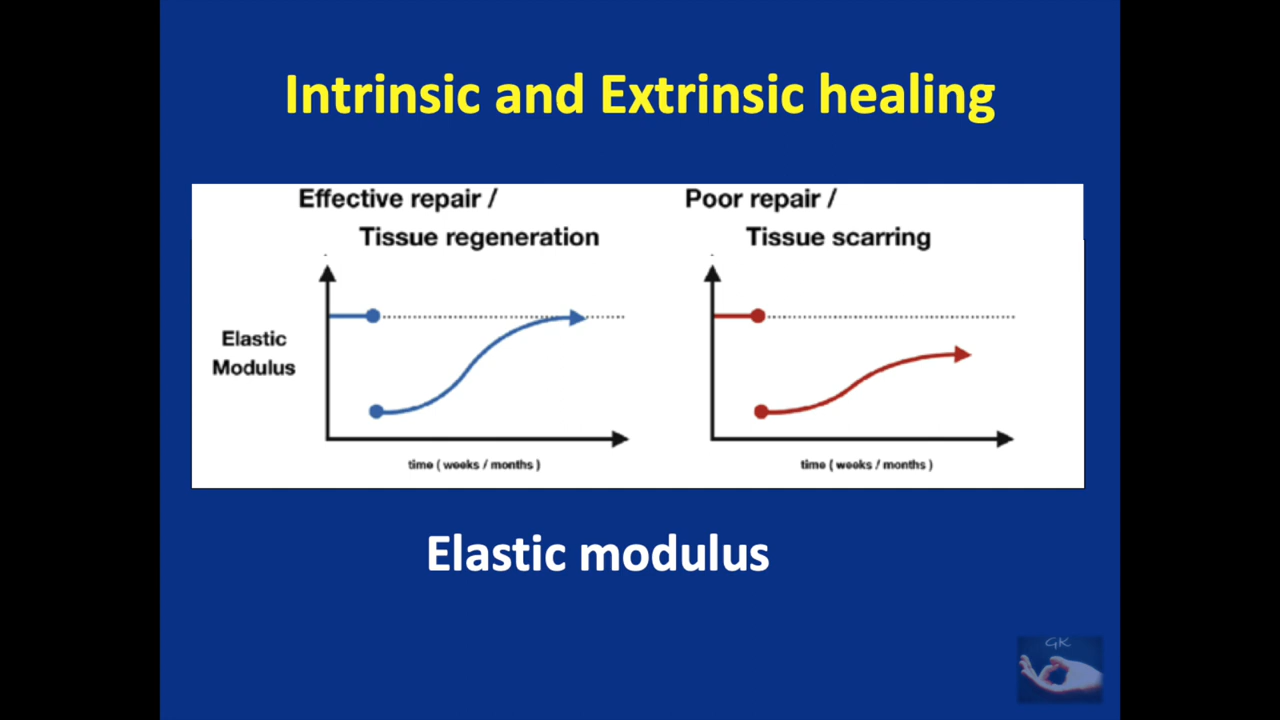 Intrinsic and Extrinsic healing
Effective repair /
Tissue regeneration
Poor repair /
Tissue scarring
Elastic
Modulus
time ( weeks / months )
time ( weeks / months )
Elastic modulus
GK